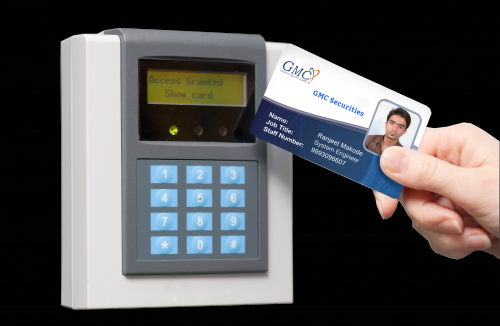 Access Granted
Show card
1 2 3
4 5 6
7 8 9
* 0 #
GMC
GMC Securities
Name: Ranjeet Makode
Job Title: System Engineer
Staff Number: 9993098607